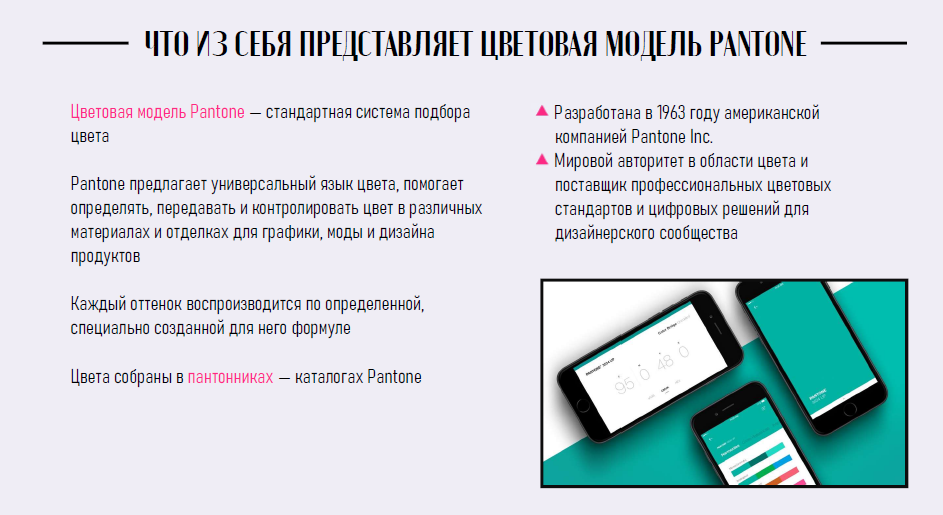 ЧТО ИЗ СЕБЯ ПРЕДСТАВЛЯЕТ ЦВЕТОВАЯ МОДЕЛЬ PANTONE
Цветовая модель Pantone — стандартная система подбора
цвета
Pantone предлагает универсальный язык цвета, помогает
определять, передавать и контролировать цвет в различных
материалах и отделках для графики, моды и дизайна
продуктов
Каждый оттенок воспроизводится по определенной,
специально созданной для него формуле
Цвета собраны в пантонниках — каталогах Pantone
Разработана в 1963 году американской
компанией Pantone Inc.
Мировой авторитет в области цвета и
поставщик профессиональных цветовых
стандартов и цифровых решений для
дизайнерского сообщества
95 0 48 0